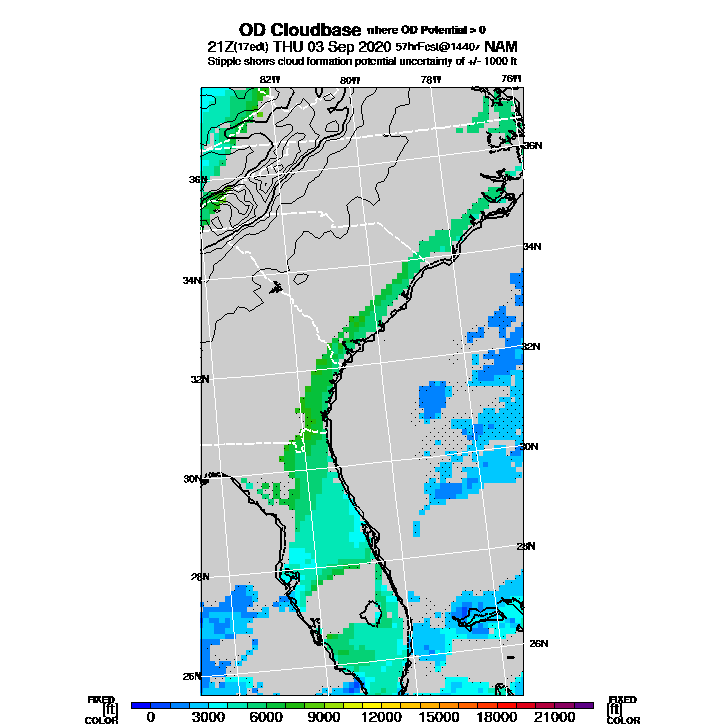 OD Cloudbase where OD Potential > 0
21Z(17edt) THU 03 Sep 2020 57hrFcst@1440z NAM
Stipple shows cloud formation potential uncertainty of +/- 1000 ft
82W 80W 78W 76W
36N 36N
34N 34N
32N 32N
30N 30N
28N 28N
26N 26N
FIXED FIXED
[ft] [ft]
COLOR COLOR
0 3000 6000 9000 12000 15000 18000 21000